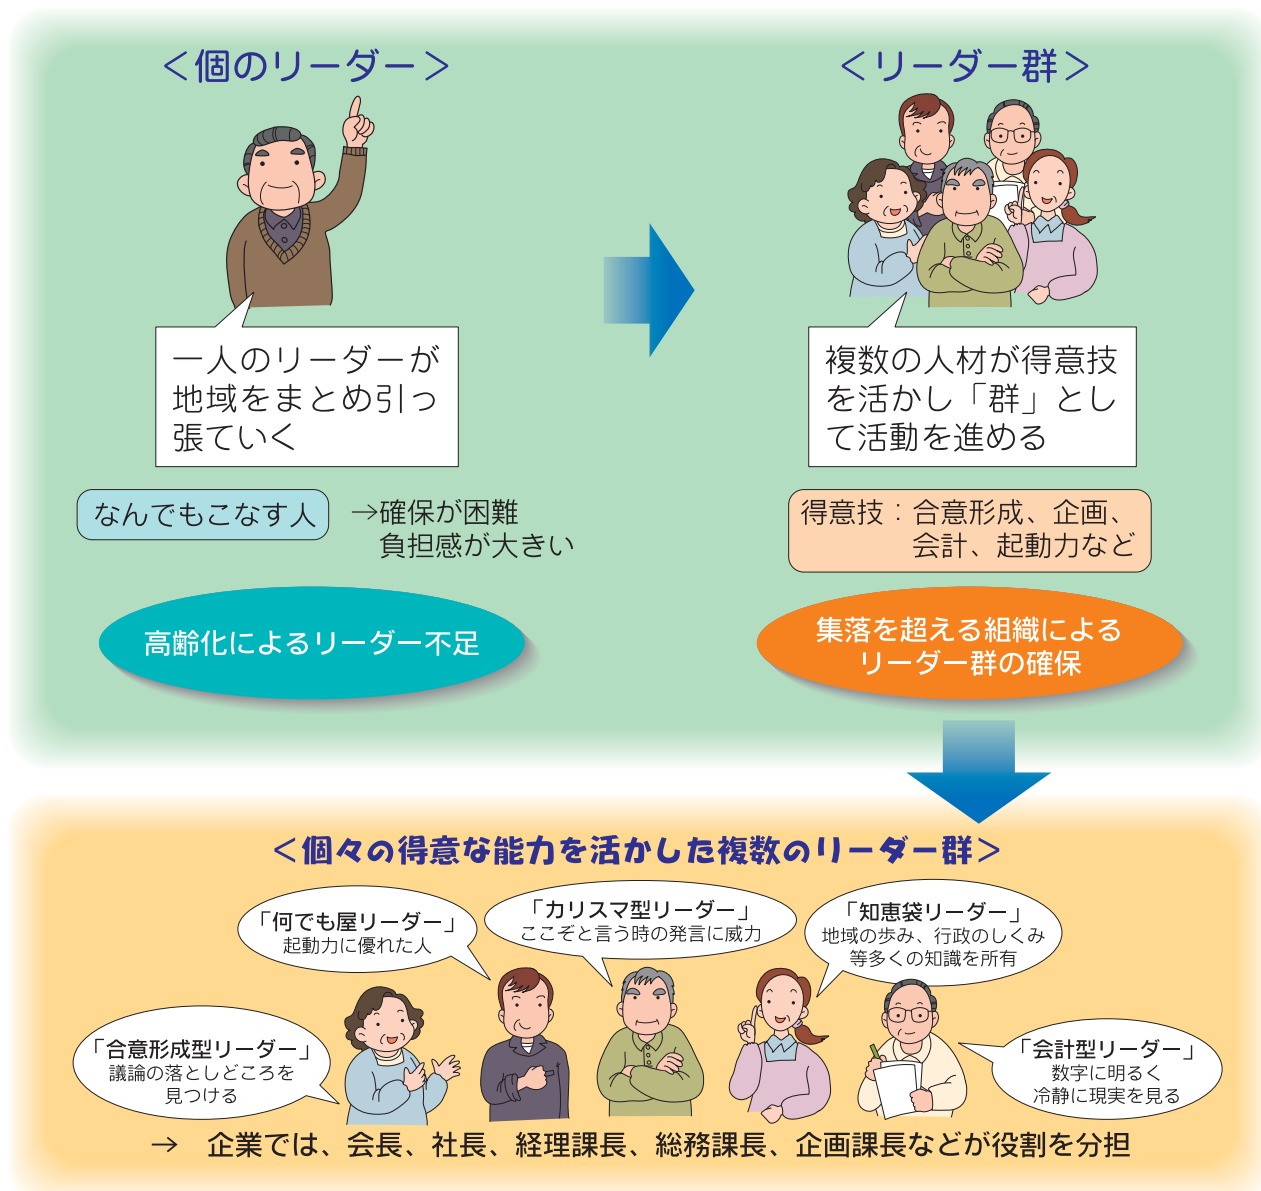 ＜個のリーダー＞
一人のリーダーが
地域をまとめ引っ
張ていく
なんでもこなす人
→確保が困難
負担感が大きい
高齢化によるリーダー不足
＜リーダー群＞
複数の人材が得意技
を活かし「群」とし
て活動を進める
得意技：合意形成、企画、
会計、起動力など
集落を超える組織による
リーダー群の確保
＜個々の得意な能力を活かした複数のリーダー群＞
「合意形成型リーダー」
議論の落としどころを
見つける
「何でも屋リーダー」
起動力に優れた人
「カリスマ型リーダー」
ここぞと言う時の発言に威力
「知恵袋リーダー」
地域の歩み、行政のしくみ
等多くの知識を所有
「会計型リーダー」
数字に明るく
冷静に現実を見る
→　企業では、会長、社長、経理課長、総務課長、企画課長などが役割を分担